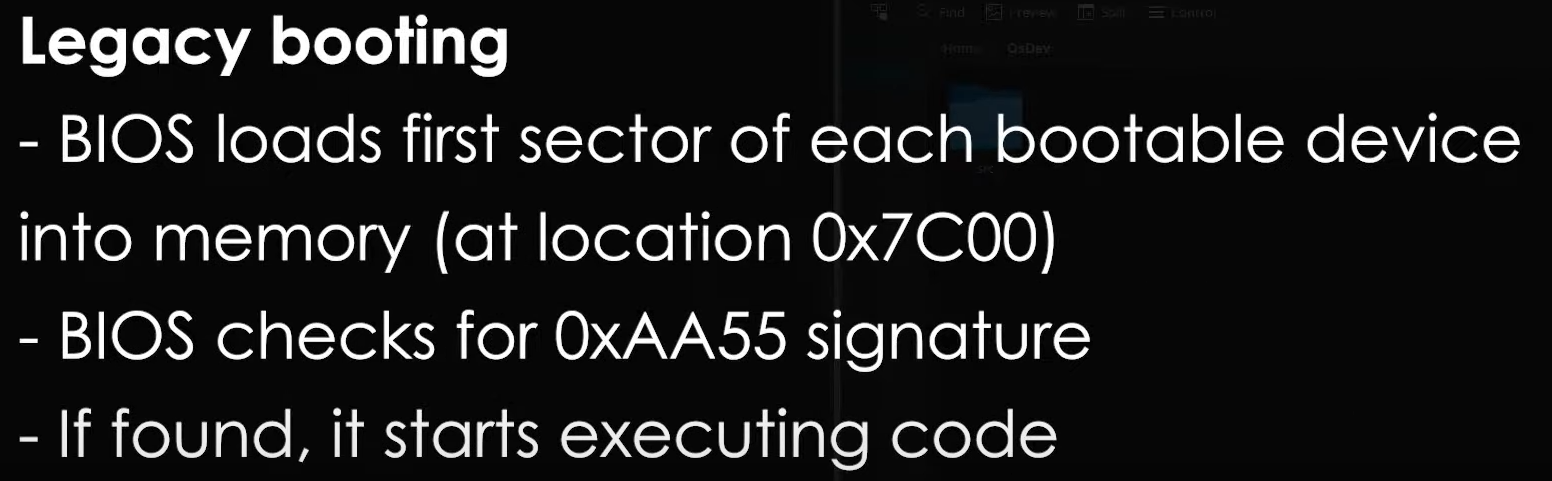 Find Preview Split Control
Home OsDev
Legacy booting
- BIOS loads first sector of each bootable device
src
into memory (at location 0x7C00)
- BIOS checks for 0xAA55 signature
- If found, it starts executing code